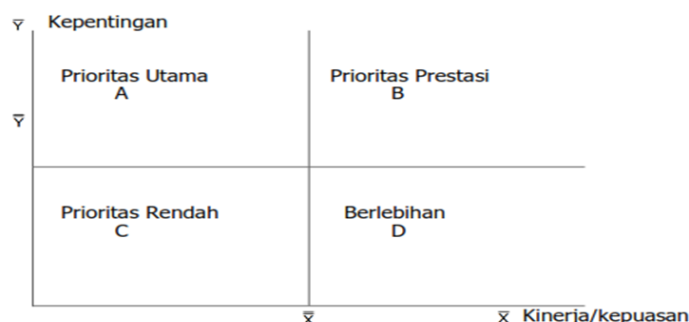 Y̅ Kepentingan
Prioritas Utama
A
Prioritas Prestasi
B
Y̿
Prioritas Rendah
C
Berlebihan
D
X̿
X̅ Kinerja/kepuasan